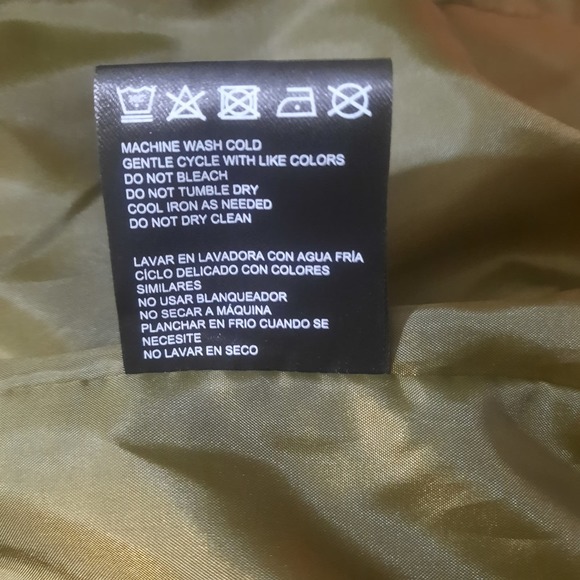 MACHINE WASH COLD
GENTLE CYCLE WITH LIKE COLORS
DO NOT BLEACH
DO NOT TUMBLE DRY
COOL IRON AS NEEDED
DO NOT DRY CLEAN
LAVAR EN LAVADORA CON AGUA FRÍA
CÍCLO DELICADO CON COLORES
SIMILARES
NO USAR BLANQUEADOR
NO SECAR A MÁQUINA
PLANCHAR EN FRIO CUANDO SE
NECESITE
NO LAVAR EN SECO